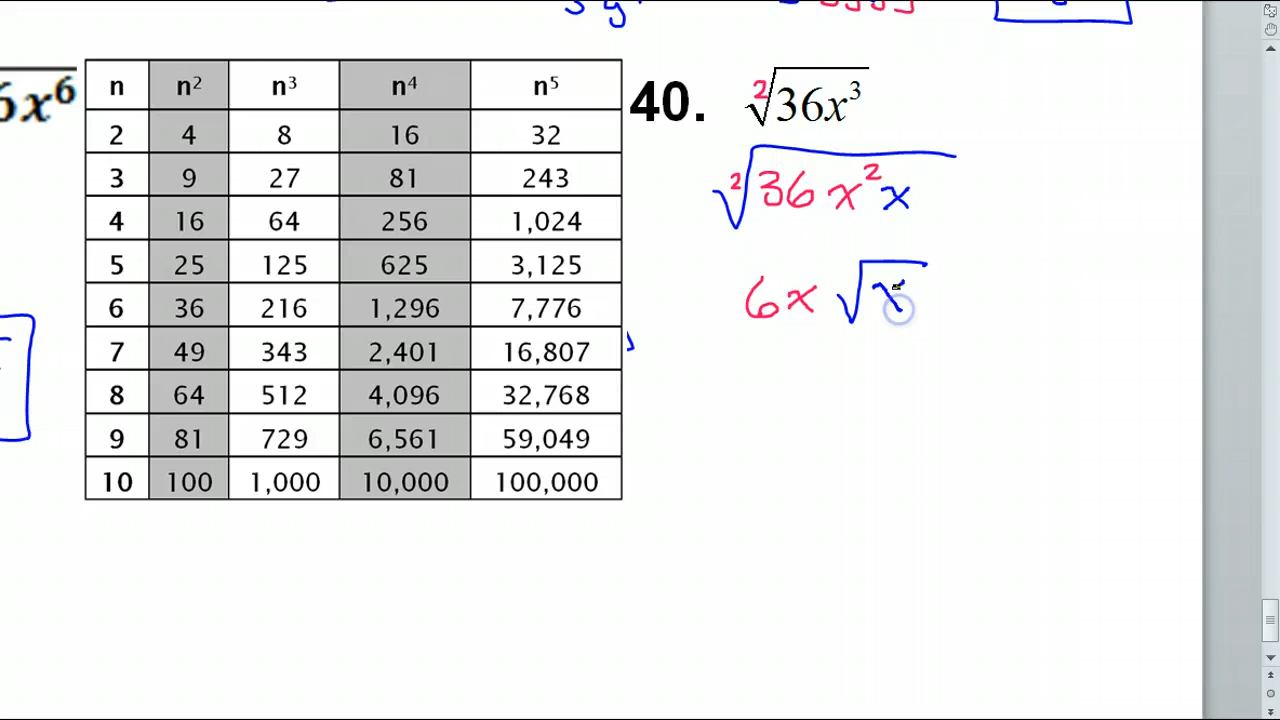 6x⁶
n n² n³ n⁴ n⁵
2 4 8 16 32
3 9 27 81 243
4 16 64 256 1,024
5 25 125 625 3,125
6 36 216 1,296 7,776
7 49 343 2,401 16,807
8 64 512 4,096 32,768
9 81 729 6,561 59,049
10 100 1,000 10,000 100,000
40. ²√36x³
²√36 x² x
6x √x